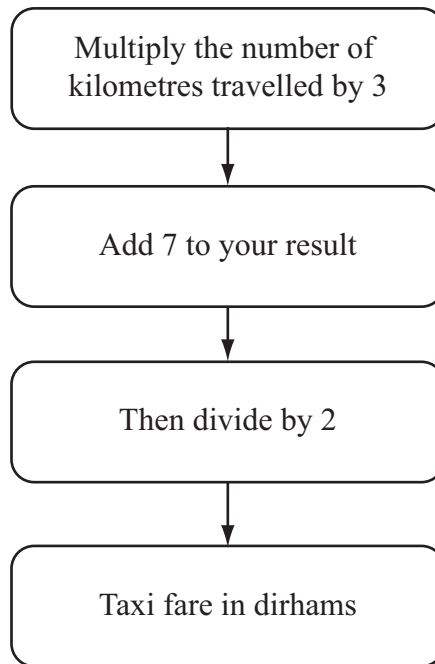 Multiply the number of
kilometres travelled by 3
Add 7 to your result
Then divide by 2
Taxi fare in dirhams